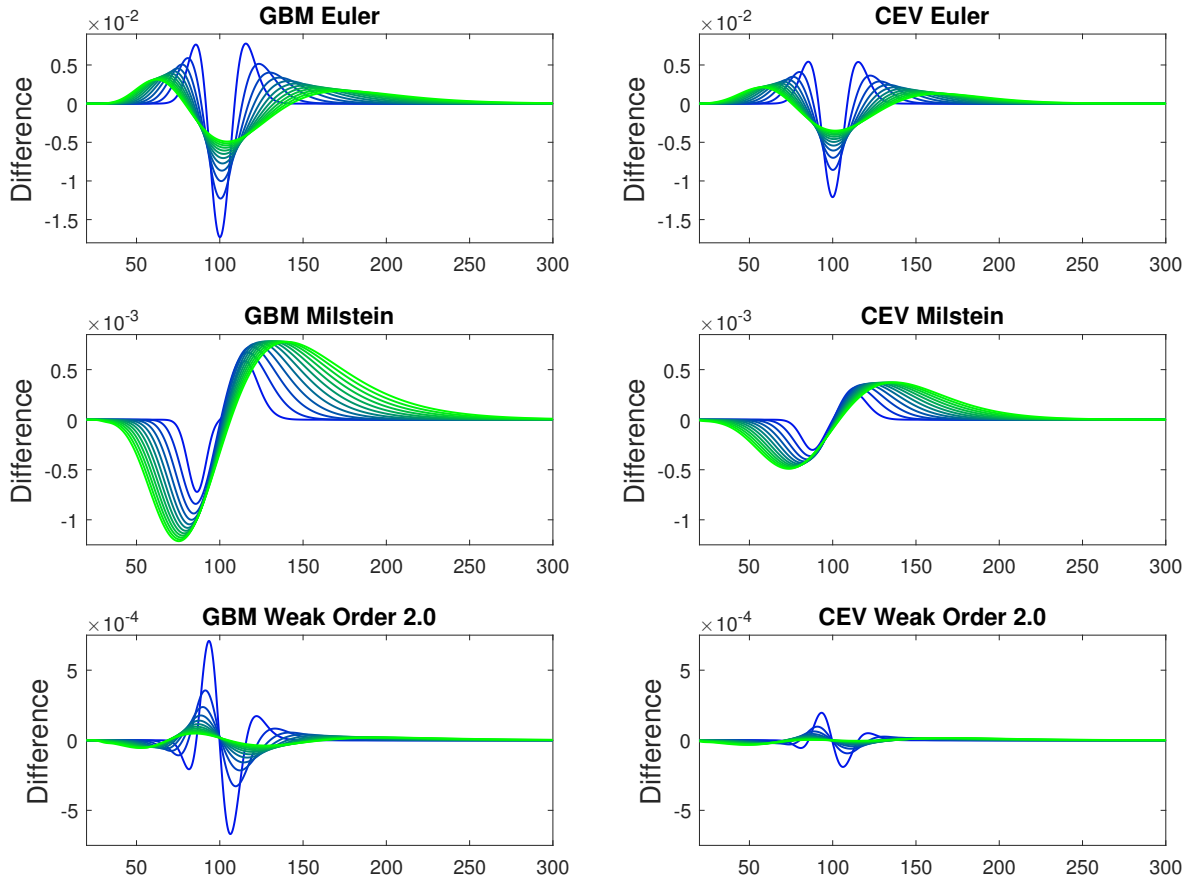 GBM Euler
×10-2
0.5
0
-0.5
-1
-1.5
Difference
50 100 150 200 250 300
CEV Euler
×10-2
0.5
0
-0.5
-1
-1.5
Difference
50 100 150 200 250 300
GBM Milstein
×10-3
0.5
0
-0.5
-1
Difference
50 100 150 200 250 300
CEV Milstein
×10-3
0.5
0
-0.5
-1
Difference
50 100 150 200 250 300
GBM Weak Order 2.0
×10-4
5
0
-5
Difference
50 100 150 200 250 300
CEV Weak Order 2.0
×10-4
5
0
-5
Difference
50 100 150 200 250 300